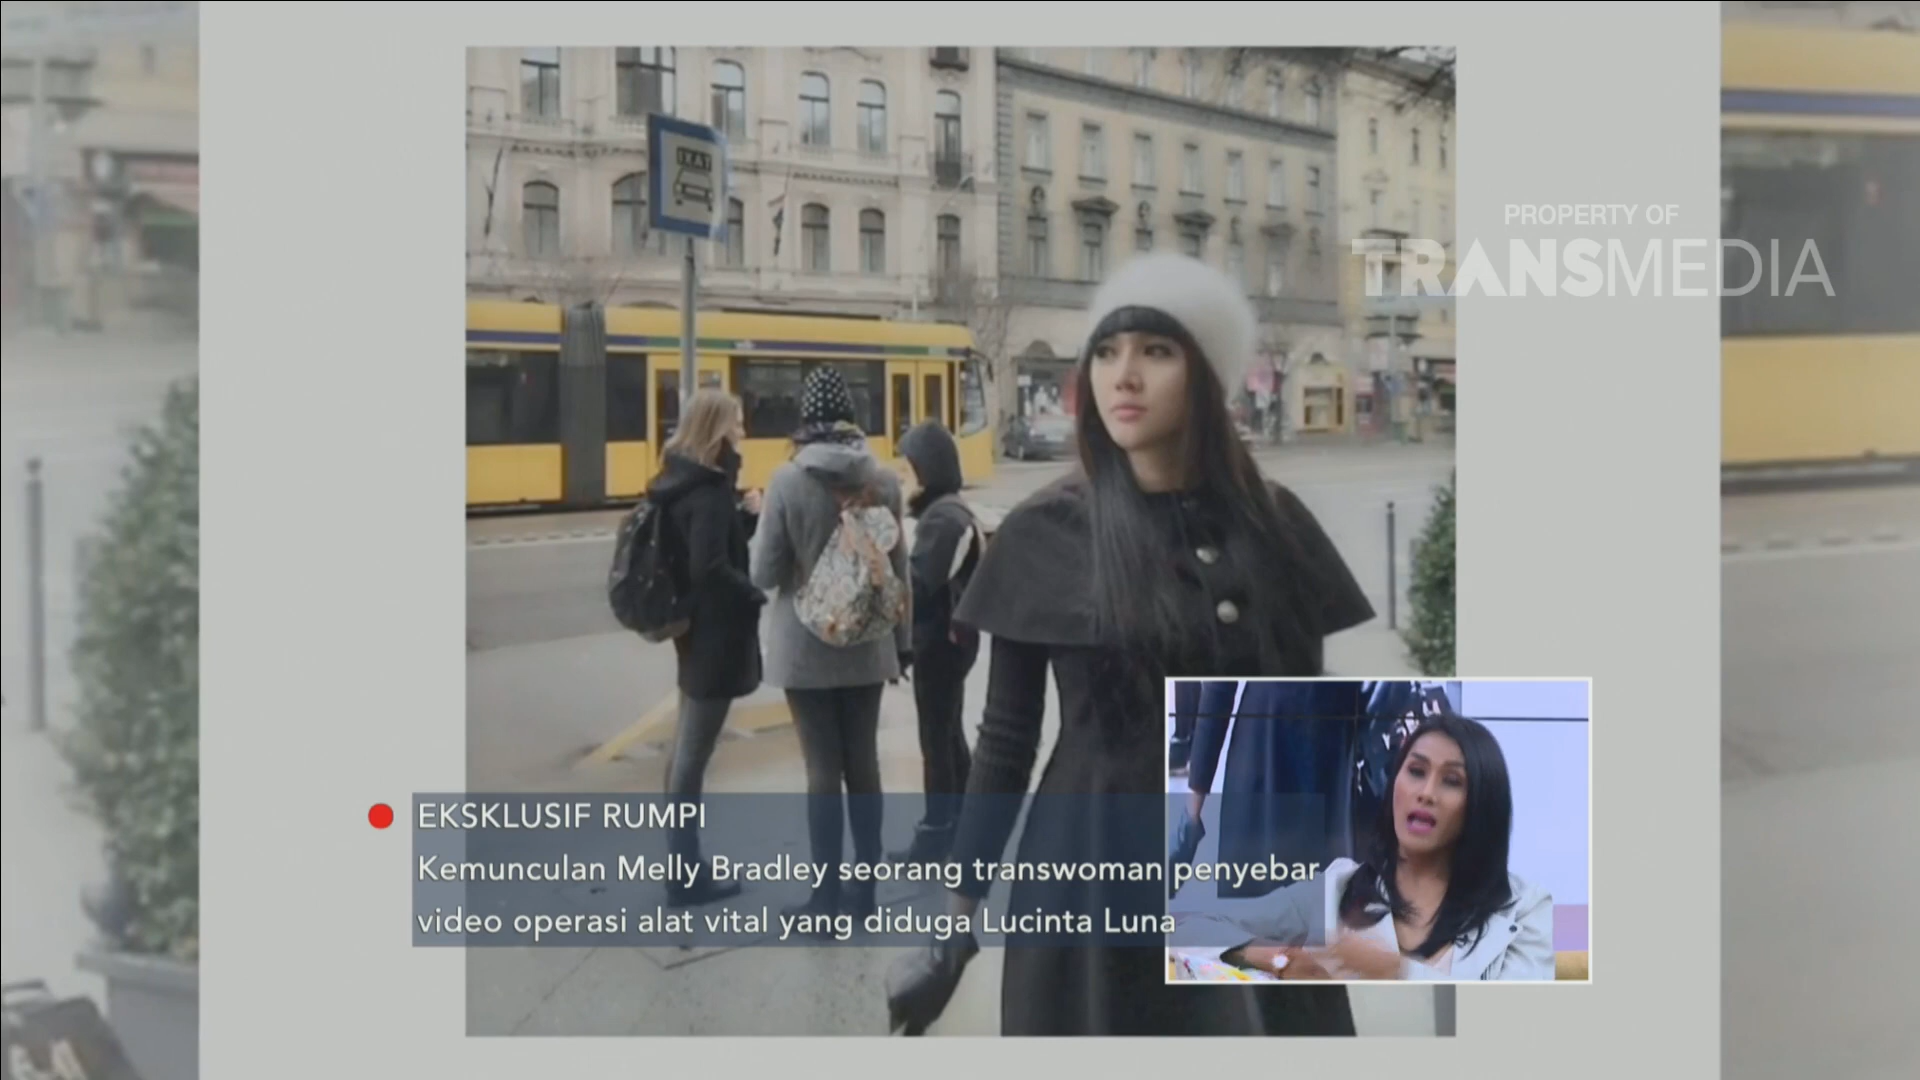 TAXI
PROPERTY OF
TRANSMEDIA
EKSKLUSIF RUMPI
Kemunculan Melly Bradley seorang transwoman penyebar
video operasi alat vital yang diduga Lucinta Luna